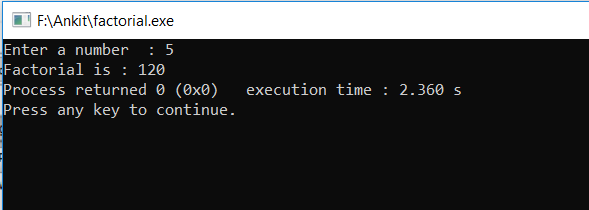 F:\Ankit\factorial.exe
Enter a number  : 5
Factorial is : 120
Process returned 0 (0x0)   execution time : 2.360 s
Press any key to continue.